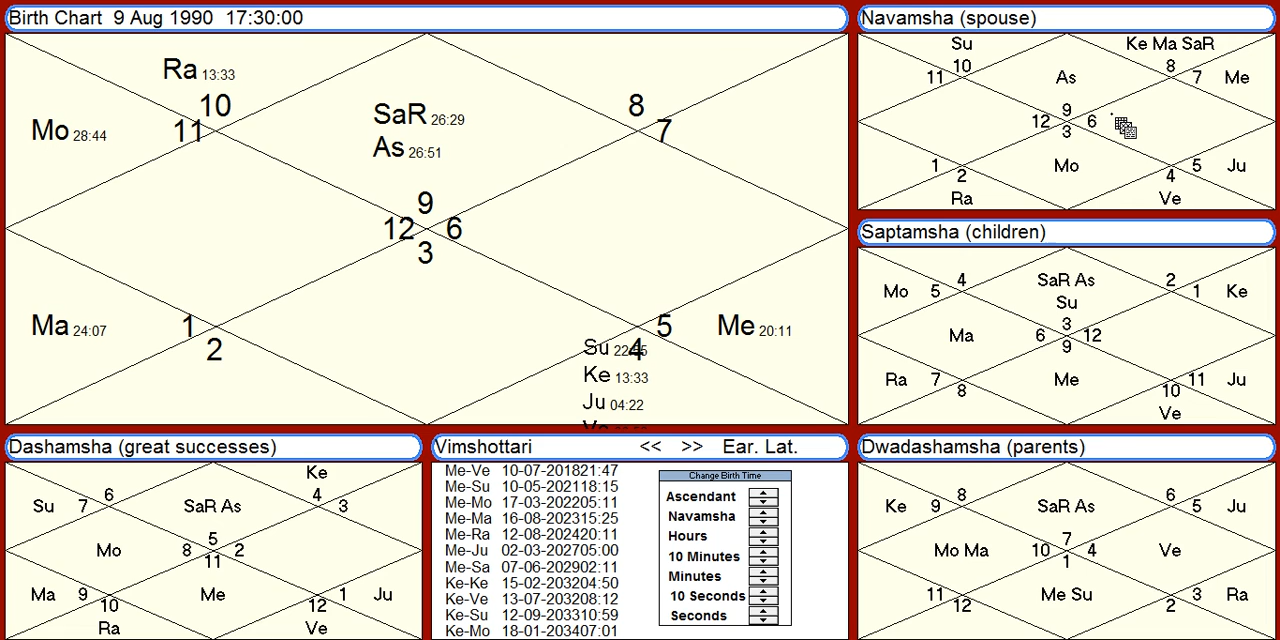 Birth Chart  9 Aug 1990  17:30:00
Ra 13:33
10
Mo 28:44
11
SaR 26:29
As 26:51
8
7
9
12
6
3
Ma 24:07
1
2
5
Me 20:11
4
Su
Ke 13:33
Ju 04:22
Navamsha (spouse)
Su
Ke Ma SaR
10
11
As
8
7
Me
9
12
6
3
1
2
Mo
5
Ju
4
Ra
Ve
Saptamsha (children)
4
SaR As
2
Mo
5
Su
1
Ke
3
Ma
6
12
9
Ra
7
8
Me
11
Ju
10
Ve
Dashamsha (great successes)
Ke
6
4
Su
7
SaR As
3
5
Mo
8
2
11
Ma
9
10
Me
1
Ju
12
Ra
Ve
Vimshottari  <<  >>  Ear. Lat.
Me-Ve  10-07-201821:47
Me-Su  10-05-202118:15
Me-Mo  17-03-202205:11
Me-Ma  16-08-202315:25
Me-Ra  12-08-202420:11
Me-Ju  02-03-202705:00
Me-Sa  07-06-202902:11
Ke-Ke  15-02-203204:50
Ke-Ve  13-07-203208:12
Ke-Su  12-09-203310:59
Ke-Mo  18-01-203407:01
Change Birth Time
Ascendant
Navamsha
Hours
10 Minutes
Minutes
10 Seconds
Seconds
Dwadashamsha (parents)
8
6
Ke
9
SaR As
5
Ju
7
Mo Ma
10
4
Ve
1
11
12
Me Su
3
Ra
2